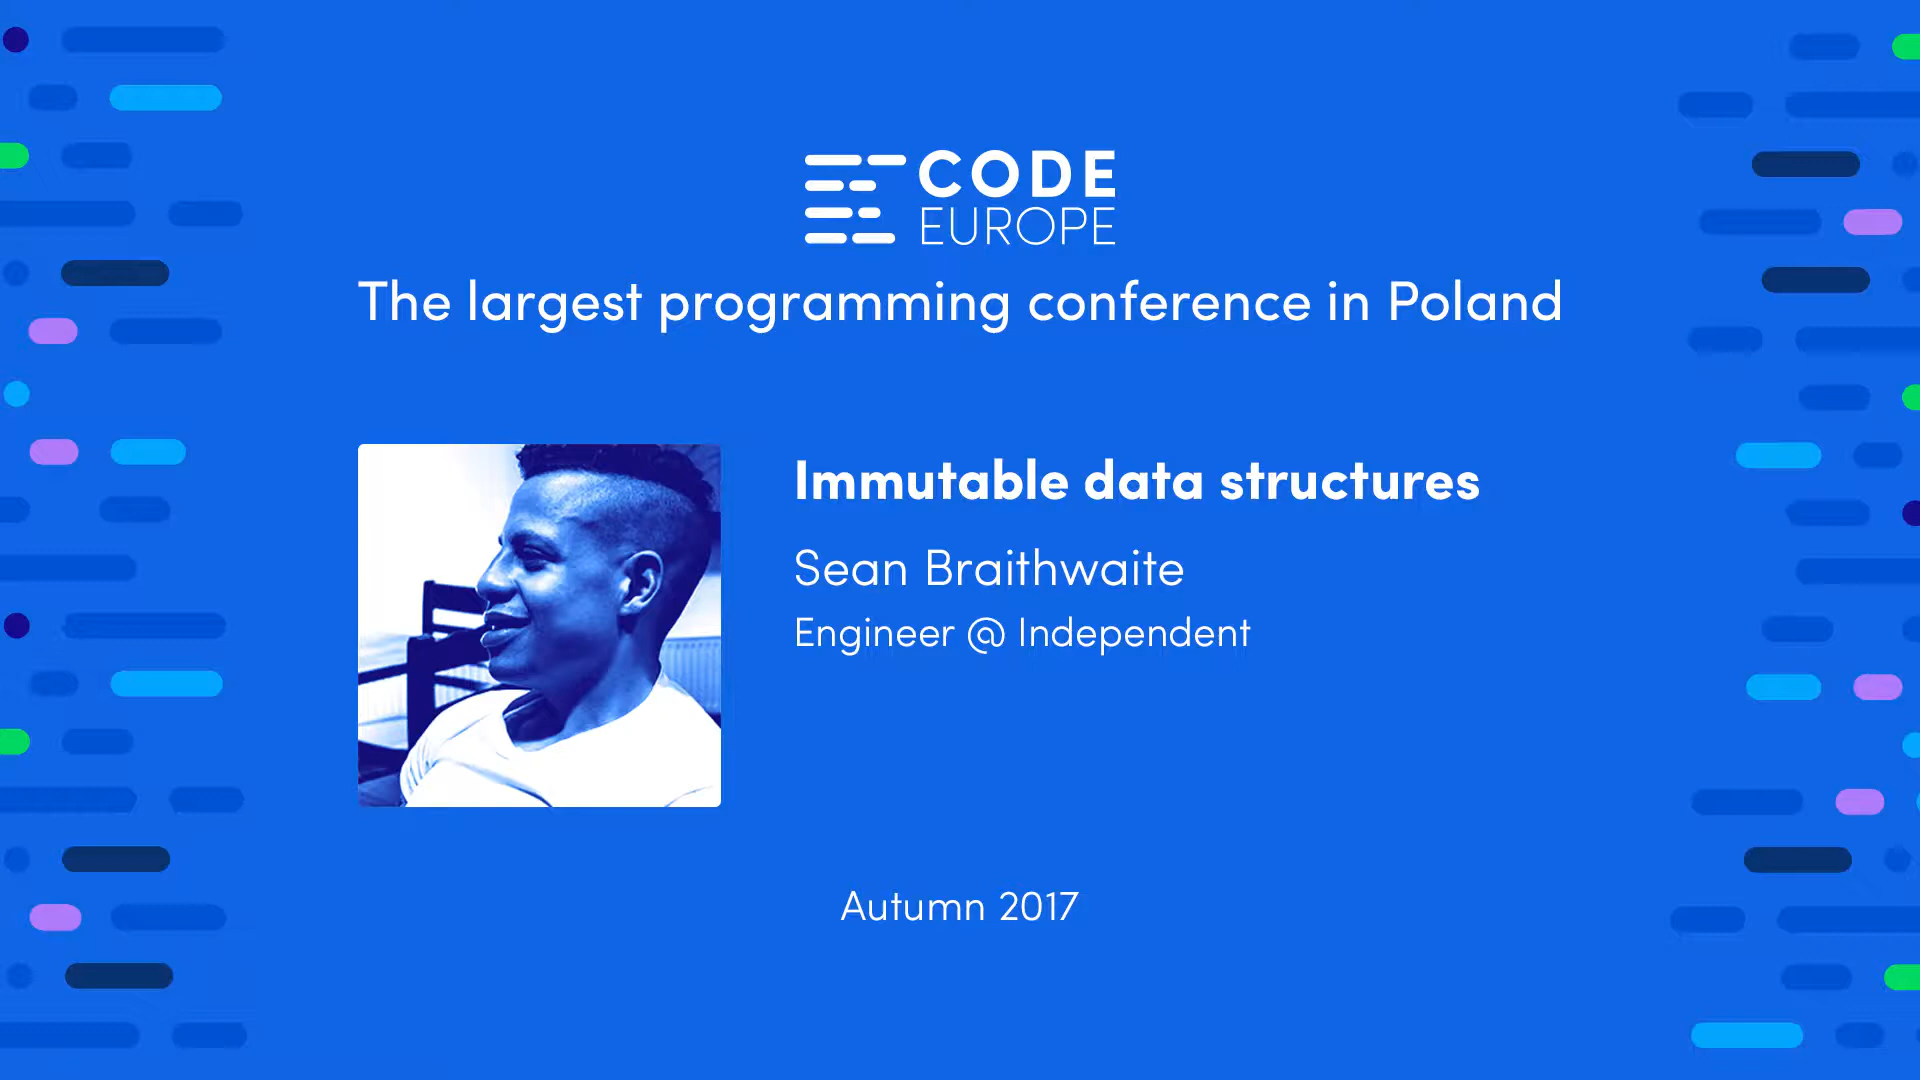 CODE
EUROPE
The largest programming conference in Poland
Immutable data structures
Sean Braithwaite
Engineer @ Independent
Autumn 2017